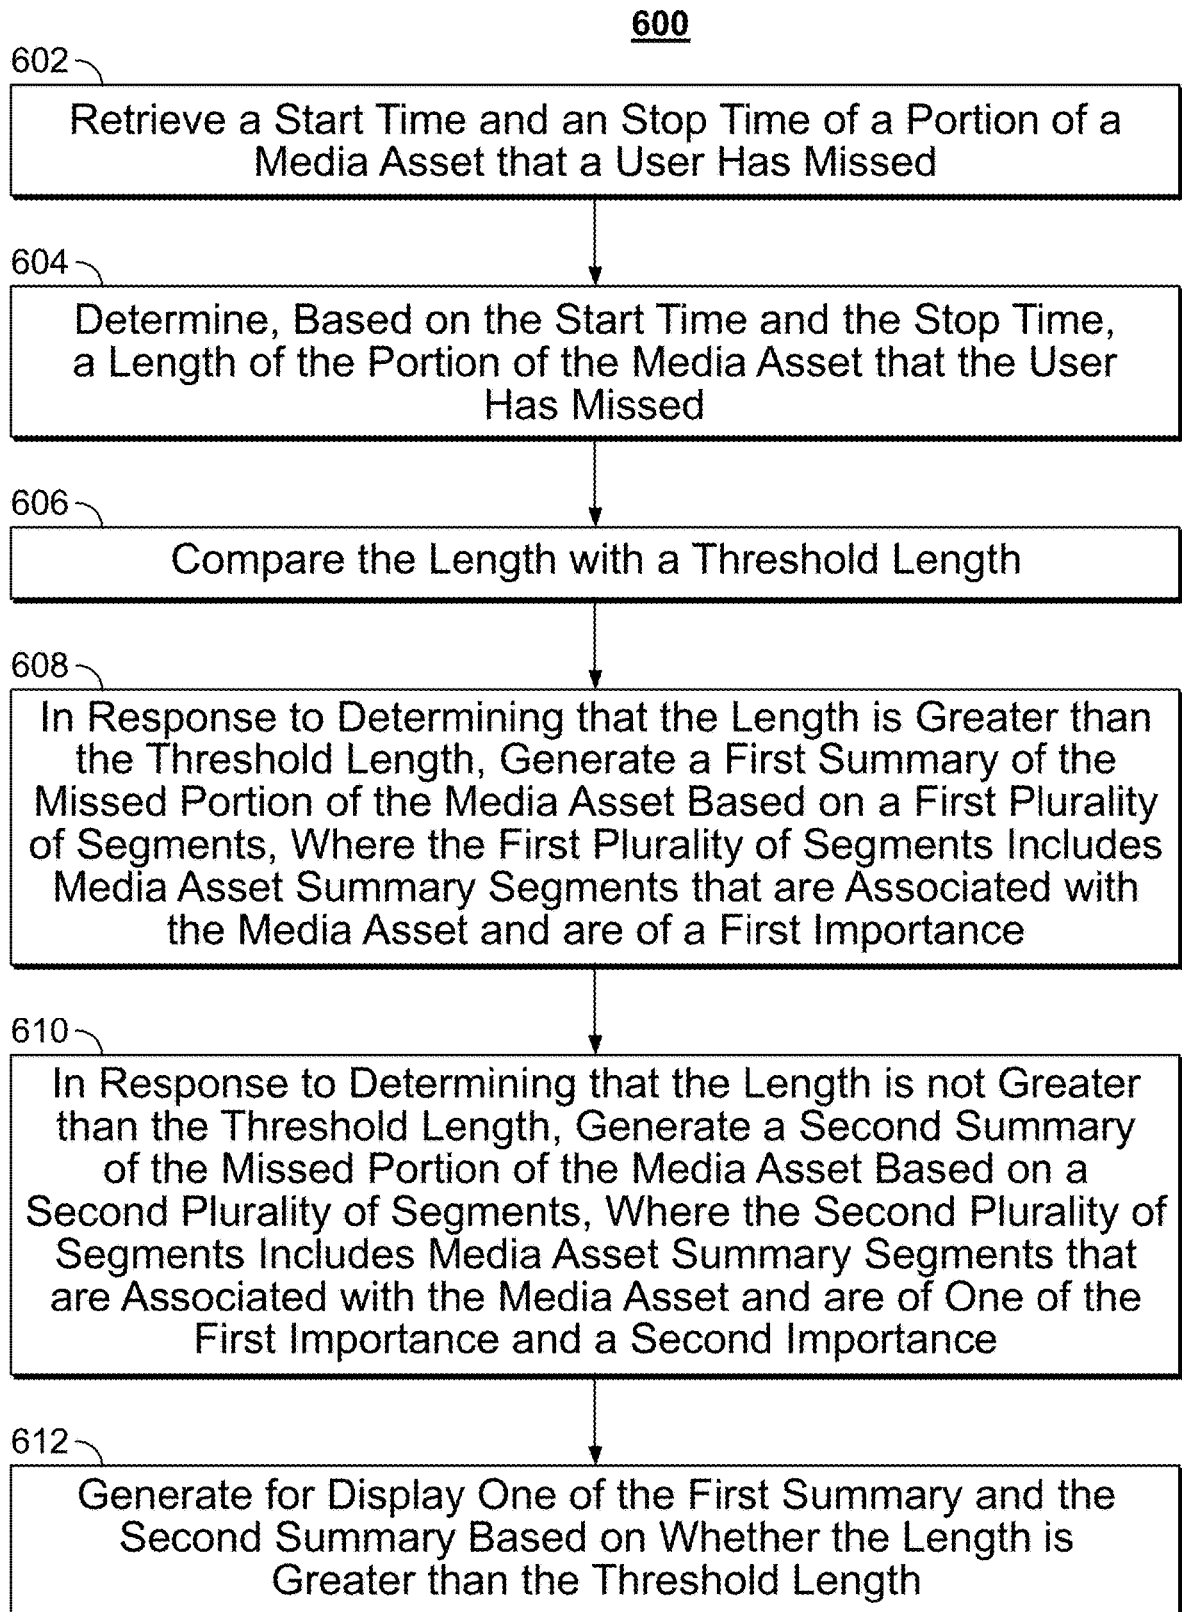 600
602
Retrieve a Start Time and an Stop Time of a Portion of a
Media Asset that a User Has Missed
604
Determine, Based on the Start Time and the Stop Time,
a Length of the Portion of the Media Asset that the User
Has Missed
606
Compare the Length with a Threshold Length
608
In Response to Determining that the Length is Greater than
the Threshold Length, Generate a First Summary of the
Missed Portion of the Media Asset Based on a First Plurality
of Segments, Where the First Plurality of Segments Includes
Media Asset Summary Segments that are Associated with
the Media Asset and are of a First Importance
610
In Response to Determining that the Length is not Greater
than the Threshold Length, Generate a Second Summary
of the Missed Portion of the Media Asset Based on a
Second Plurality of Segments, Where the Second Plurality of
Segments Includes Media Asset Summary Segments that
are Associated with the Media Asset and are of One of the
First Importance and a Second Importance
612
Generate for Display One of the First Summary and the
Second Summary Based on Whether the Length is
Greater than the Threshold Length